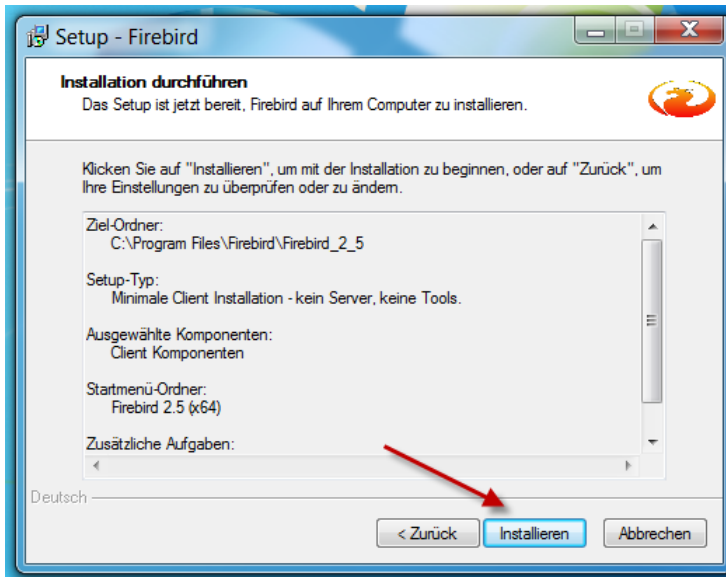 Setup - Firebird
Installation durchführen
Das Setup ist jetzt bereit, Firebird auf Ihrem Computer zu installieren.
Klicken Sie auf "Installieren", um mit der Installation zu beginnen, oder auf "Zurück", um
Ihre Einstellungen zu überprüfen oder zu ändern.
Ziel-Ordner:
C:\Program Files\Firebird\Firebird_2_5
Setup-Typ:
Minimale Client Installation - kein Server, keine Tools.
Ausgewählte Komponenten:
Client Komponenten
Startmenü-Ordner:
Firebird 2.5 (x64)
Zusätzliche Aufgaben:
Deutsch
< Zurück Installieren Abbrechen